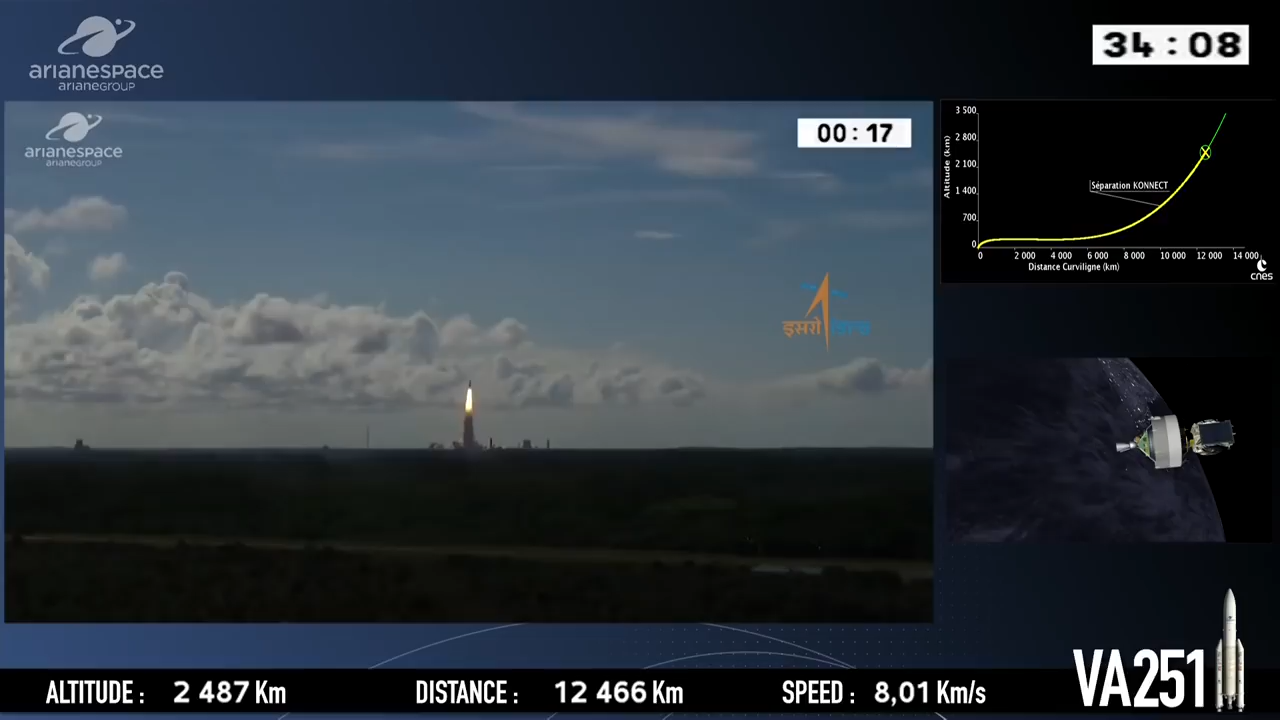 arianespace
arianeGROUP
34 : 08
arianespace
arianeGROUP
00 : 17
इसरो isro
Altitude (km)
3 500
2 800
2 100
1 400
700
0
Séparation KONNECT
0 2 000 4 000 6 000 8 000 10 000 12 000 14 000
Distance Curviligne (km)
cnes
VA251
ALTITUDE : 2 487 Km DISTANCE : 12 466 Km SPEED : 8,01 Km/s